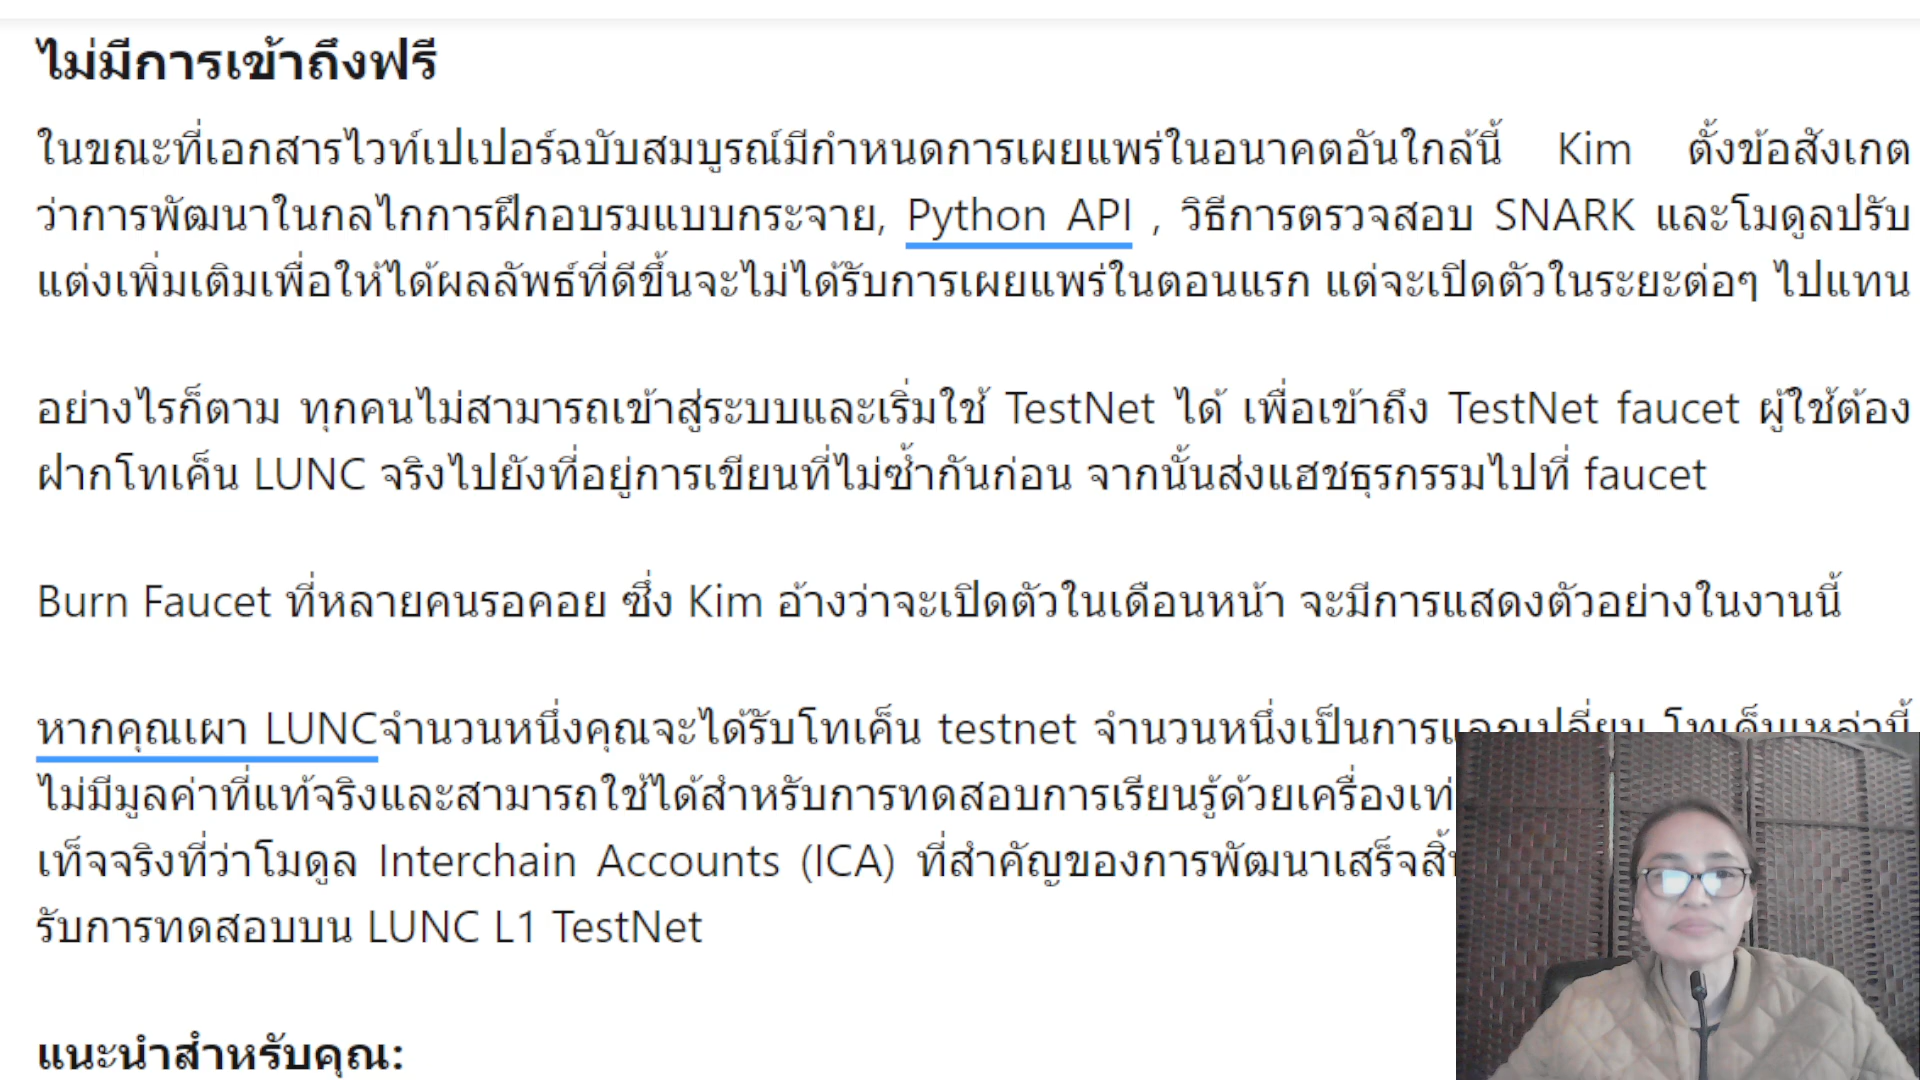 ไม่มีการเข้าถึงฟรี
ในขณะที่เอกสารไวท์เปเปอร์ฉบับสมบูรณ์มีกำหนดการเผยแพร่ในอนาคตอันใกล้นี้ Kim ตั้งข้อสังเกต
ว่าการพัฒนาในกลไกการฝึกอบรมแบบกระจาย, Python API , วิธีการตรวจสอบ SNARK และโมดูลปรับ
แต่งเพิ่มเติมเพื่อให้ได้ผลลัพธ์ที่ดีขึ้นจะไม่ได้รับการเผยแพร่ในตอนแรก แต่จะเปิดตัวในระยะต่อๆ ไปแทน
อย่างไรก็ตาม ทุกคนไม่สามารถเข้าสู่ระบบและเริ่มใช้ TestNet ได้ เพื่อเข้าถึง TestNet faucet ผู้ใช้ต้อง
ฝากโทเค็น LUNC จริงไปยังที่อยู่การเขียนที่ไม่ซ้ำกันก่อน จากนั้นส่งแฮชธุรกรรมไปที่ faucet
Burn Faucet ที่หลายคนรอคอย ซึ่ง Kim อ้างว่าจะเปิดตัวในเดือนหน้า จะมีการแสดงตัวอย่างในงานนี้
หากคุณเผา LUNCจำนวนหนึ่งคุณจะได้รับโทเค็น testnet จำนวนหนึ่งเป็นการแลกเปลี่ยน โทเค็นเหล่านี้
ไม่มีมูลค่าที่แท้จริงและสามารถใช้ได้สำหรับการทดสอบการเรียนรู้ด้วยเครื่องเท่
เท็จจริงที่ว่าโมดูล Interchain Accounts (ICA) ที่สำคัญของการพัฒนาเสร็จสิ้
รับการทดสอบบน LUNC L1 TestNet
แนะนำสำหรับคุณ: